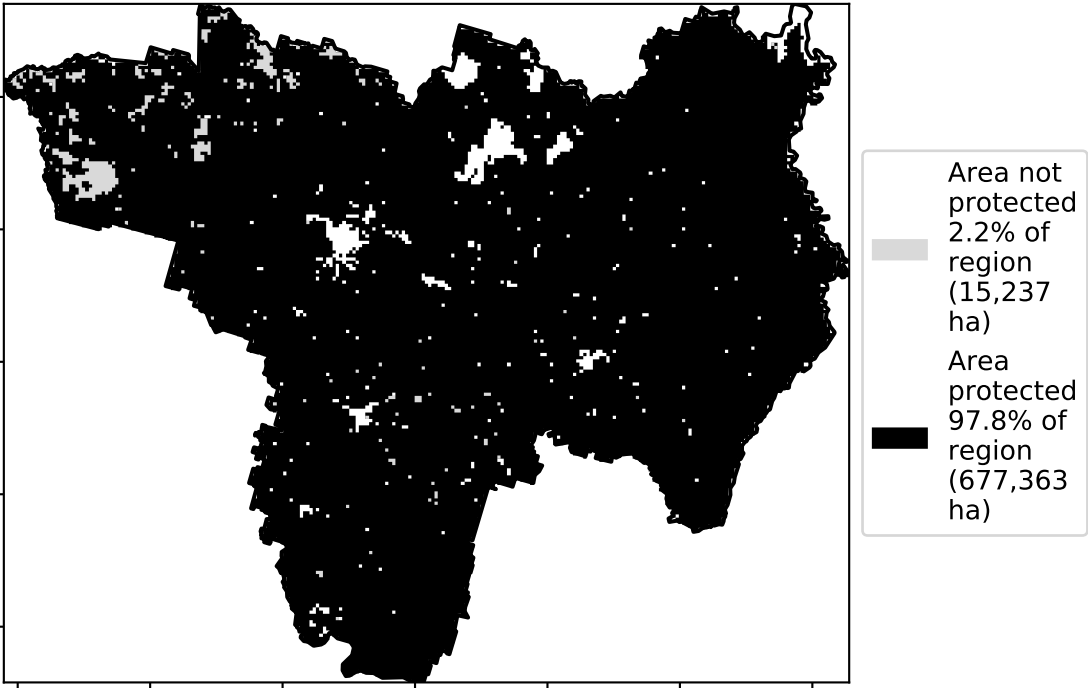 Area not
protected
2.2% of
region
(15,237
ha)
Area
protected
97.8% of
region
(677,363
ha)